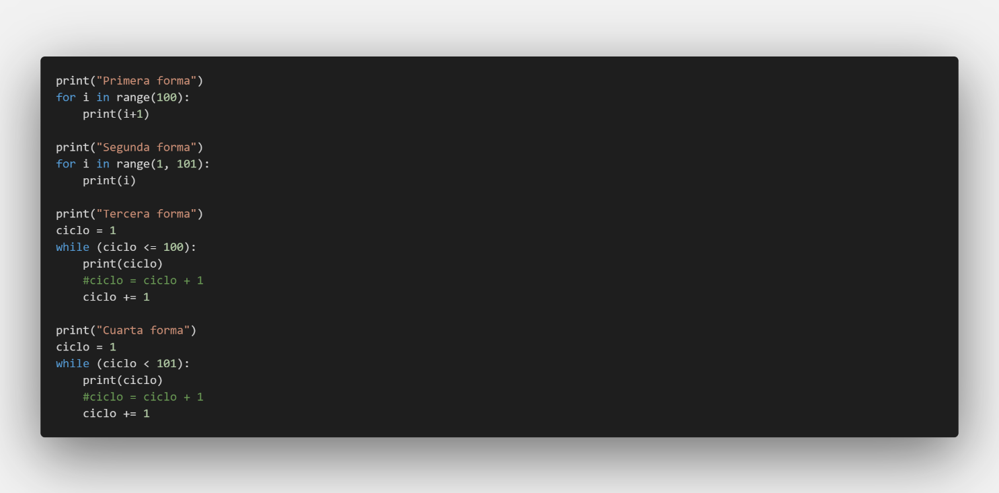 print("Primera forma")
for i in range(100):
    print(i+1)

print("Segunda forma")
for i in range(1, 101):
    print(i)

print("Tercera forma")
ciclo = 1
while (ciclo <= 100):
    print(ciclo)
    #ciclo = ciclo + 1
    ciclo += 1

print("Cuarta forma")
ciclo = 1
while (ciclo < 101):
    print(ciclo)
    #ciclo = ciclo + 1
    ciclo += 1